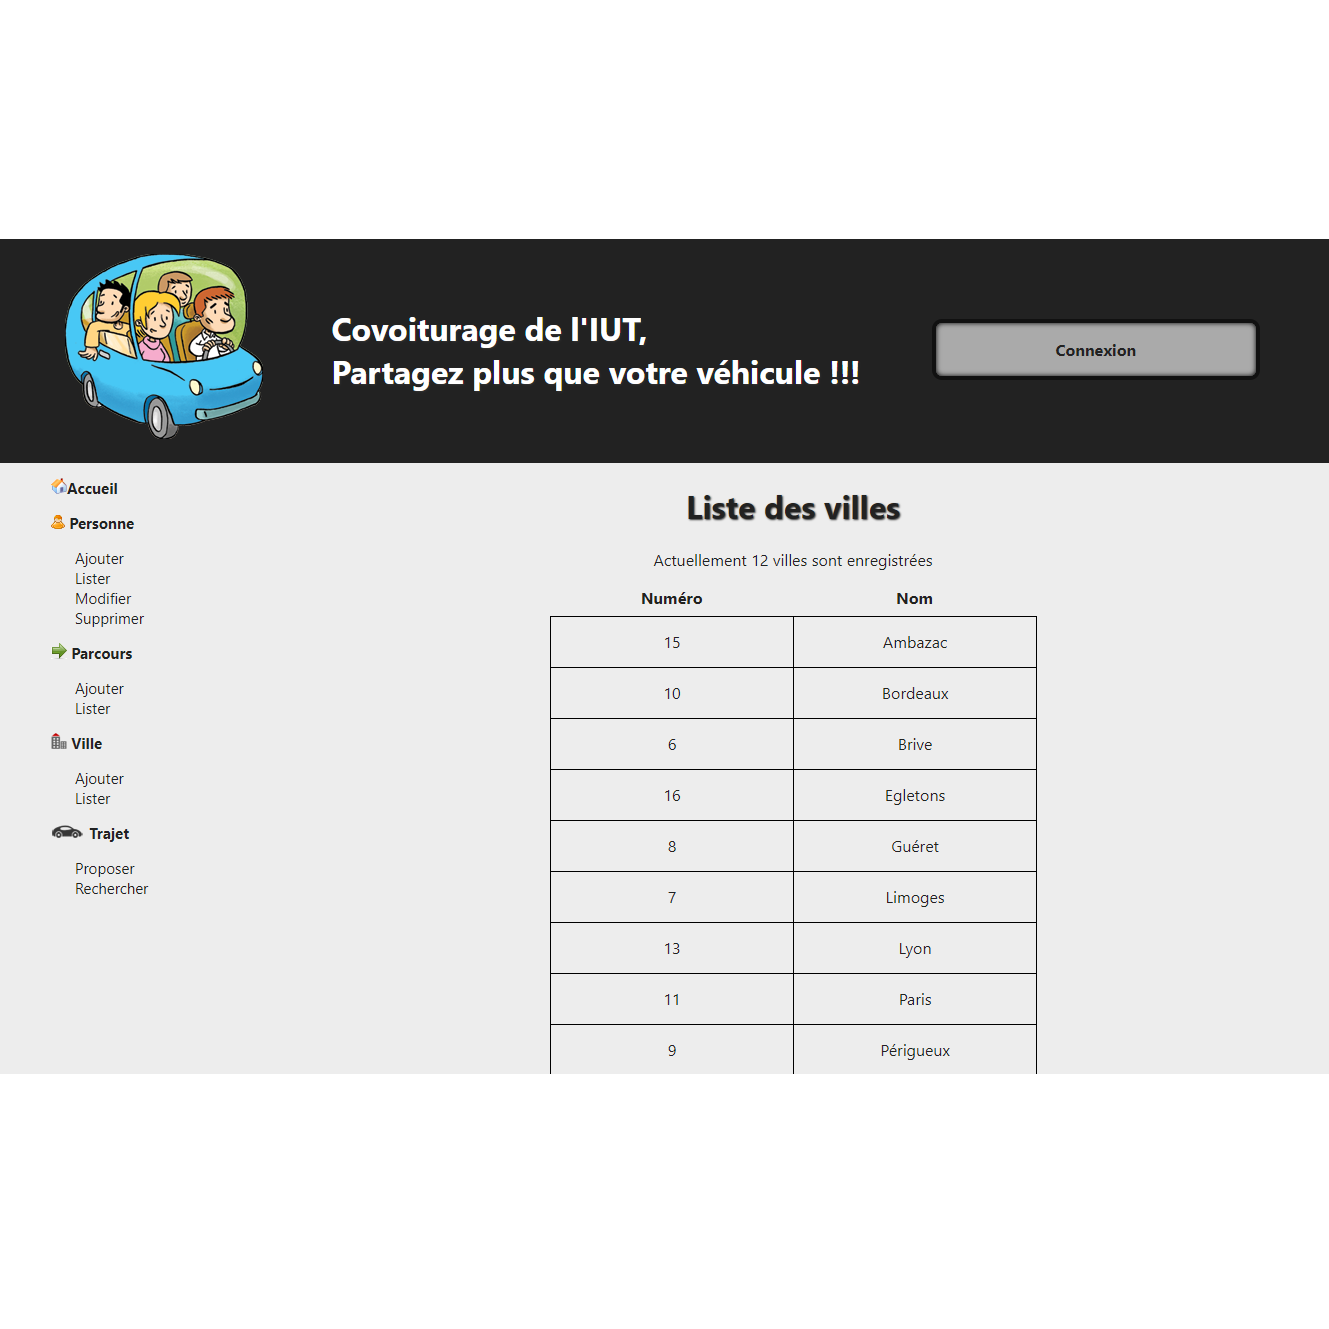 Covoiturage de l'IUT,
Partagez plus que votre véhicule !!!
Connexion
Accueil
Personne
Ajouter
Lister
Modifier
Supprimer
Parcours
Ajouter
Lister
Ville
Ajouter
Lister
Trajet
Proposer
Rechercher
Liste des villes
Actuellement 12 villes sont enregistrées
Numéro Nom
15 Ambazac
10 Bordeaux
6 Brive
16 Egletons
8 Guéret
7 Limoges
13 Lyon
11 Paris
9 Périgueux